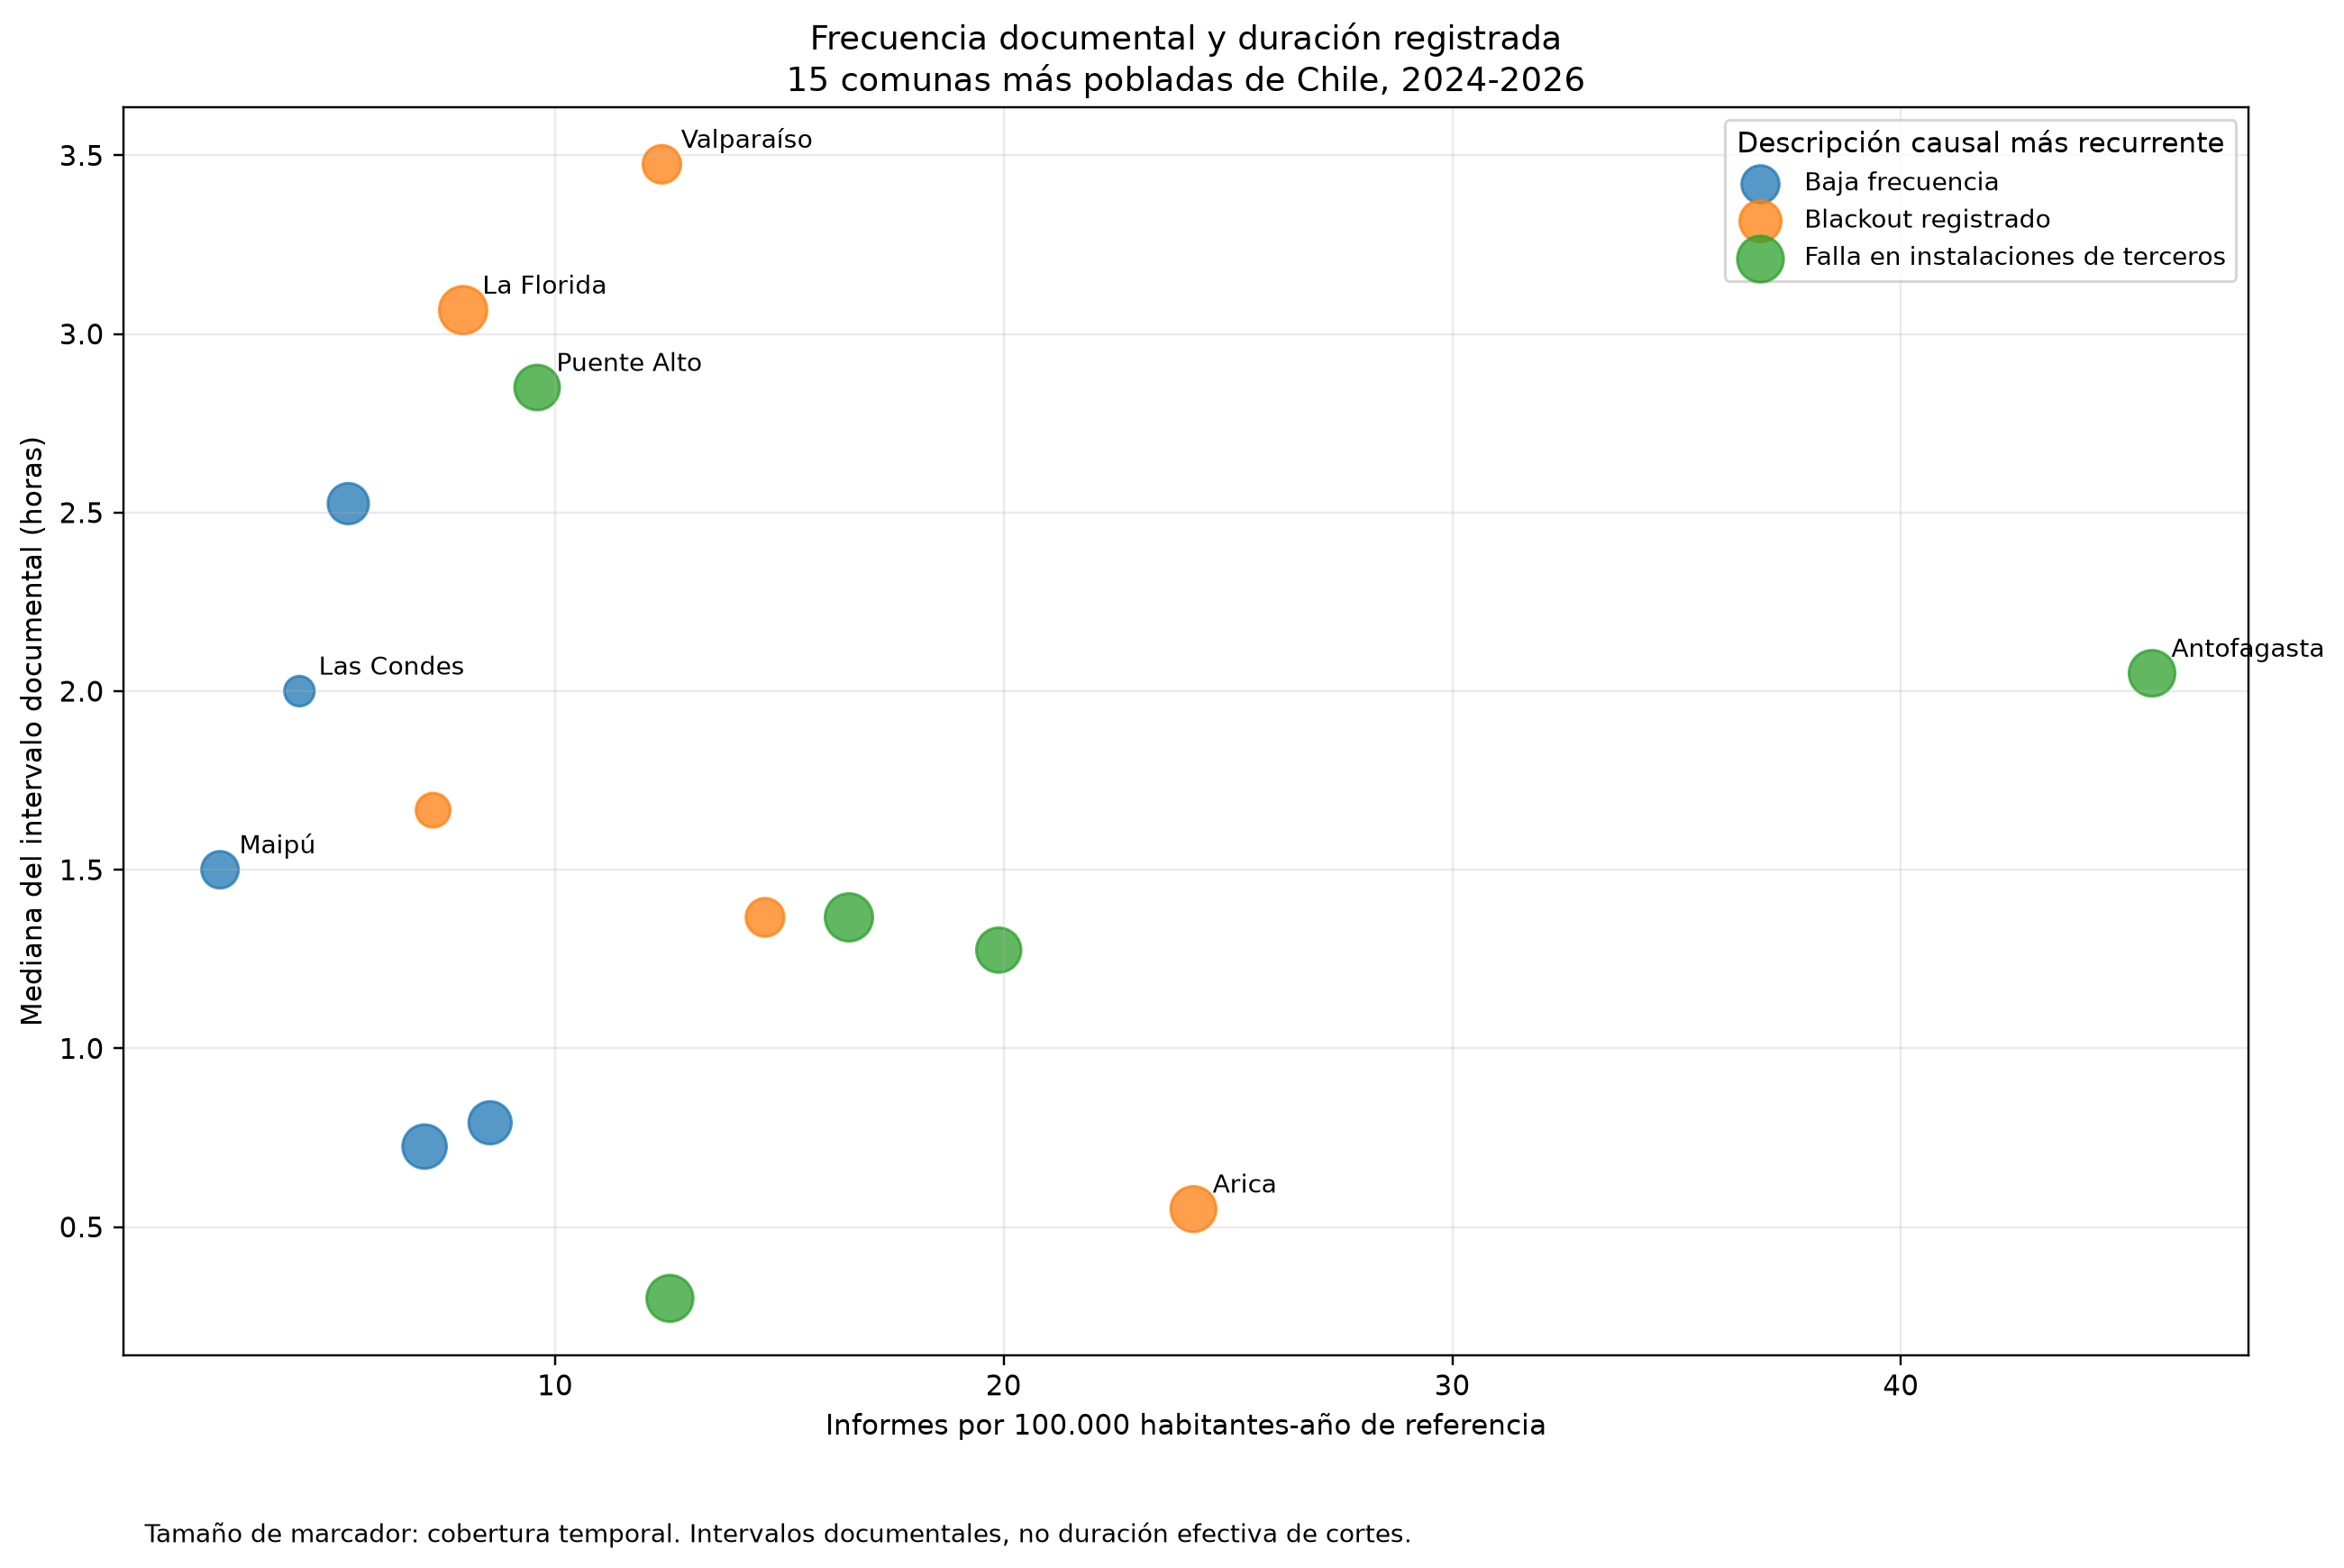 Frecuencia documental y duración registrada
15 comunas más pobladas de Chile, 2024-2026
Descripción causal más recurrente
Baja frecuencia
Blackout registrado
Falla en instalaciones de terceros
Valparaíso
La Florida
Puente Alto
Las Condes
Antofagasta
Maipú
Arica
Mediana del intervalo documental (horas)
3.5
3.0
2.5
2.0
1.5
1.0
0.5
10
20
30
40
Informes por 100.000 habitantes-año de referencia
Tamaño de marcador: cobertura temporal. Intervalos documentales, no duración efectiva de cortes.